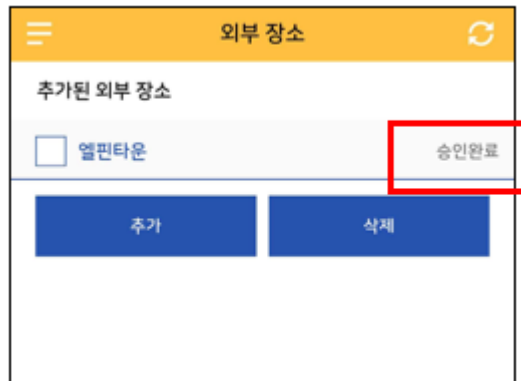 외부 장소
추가된 외부 장소
엘핀타운 승인완료
추가 삭제